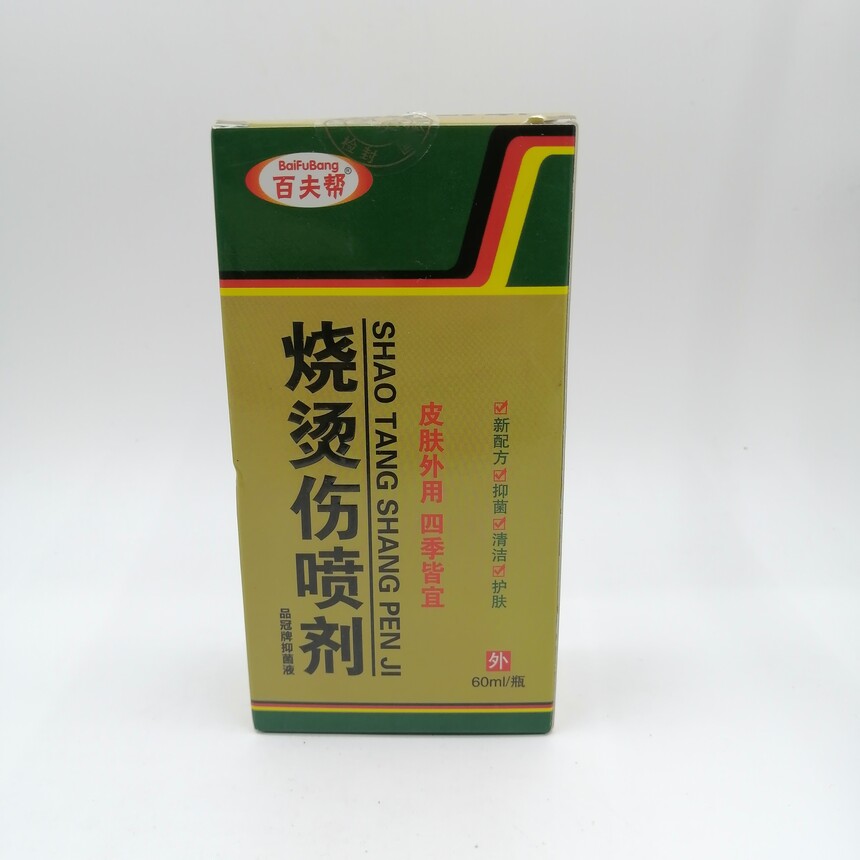 BaiFuBang
百夫帮®
烧烫伤喷剂
SHAO TANG SHANG PEN JI
品冠牌抑菌液
皮肤外用 四季皆宜
新配方 抑菌 清洁 护肤
外
60ml/瓶